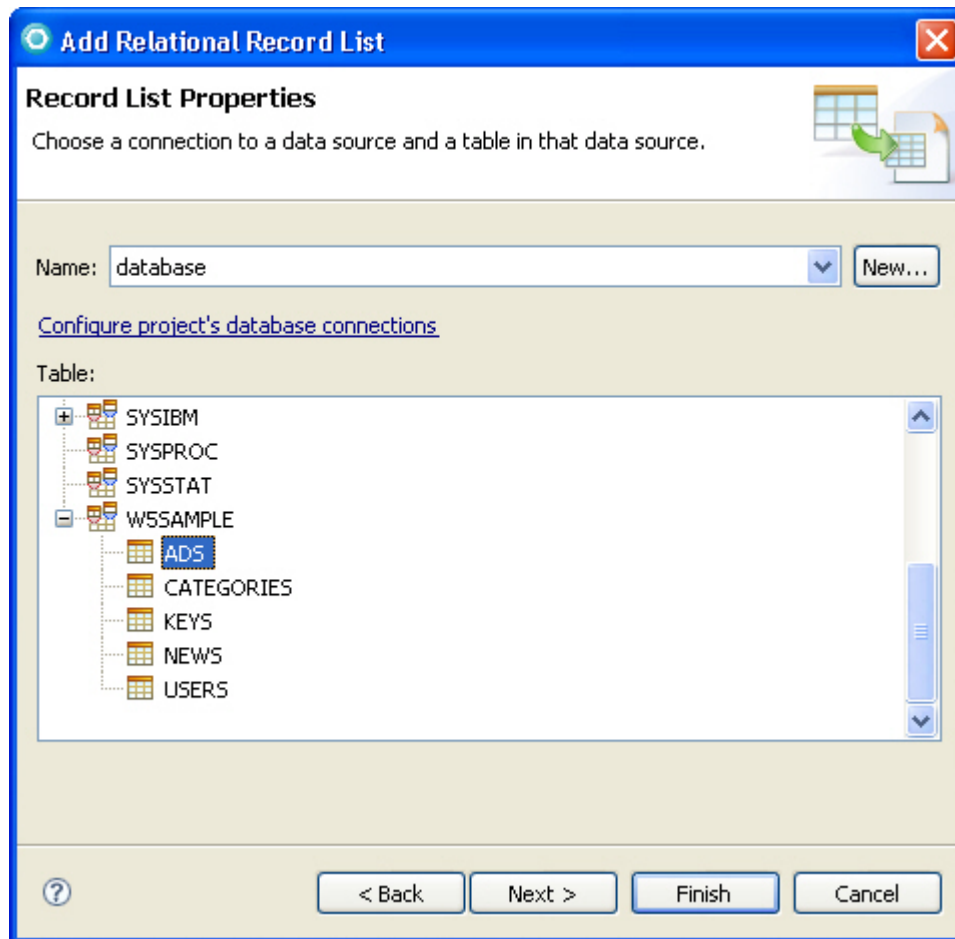 Add Relational Record List
Record List Properties
Choose a connection to a data source and a table in that data source.
Name: database New...
Configure project's database connections
Table:
SYSIBM
SYSPROC
SYSSTAT
W5SAMPLE
ADS
CATEGORIES
KEYS
NEWS
USERS
? < Back Next > Finish Cancel